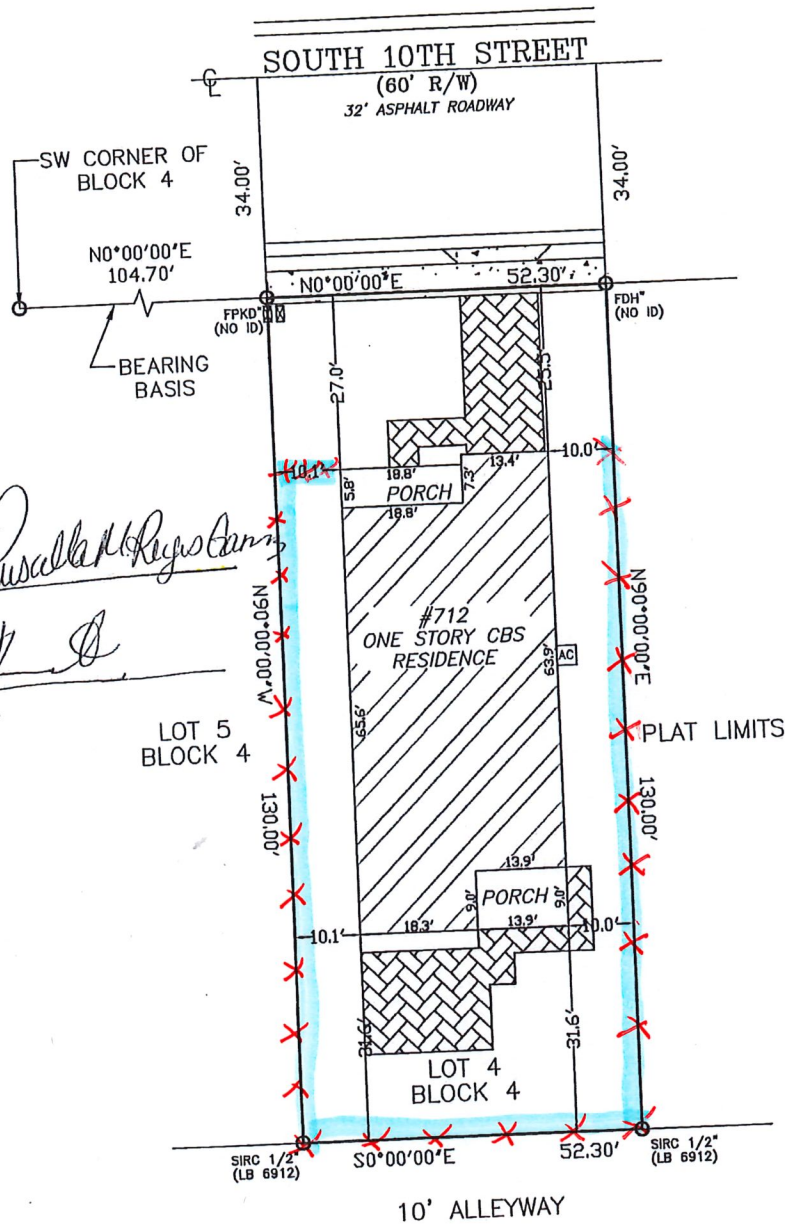 SOUTH 10TH STREET
(60' R/W)
32' ASPHALT ROADWAY
SW CORNER OF
BLOCK 4
34.00'
34.00'
N0°00'00"E
104.70'
N0°00'00"E
52.30'
FPKD"
(NO ID)
FDH"
(NO ID)
BEARING
BASIS
27.0'
10.1'
18.8'
13.4'
10.0'
5.8'
PORCH
7.3'
18.8'
#712
ONE STORY CBS
RESIDENCE
AC
63.9'
65.6'
N90°00'00"W
N90°00'00"E
LOT 5
BLOCK 4
PLAT LIMITS
130.00'
130.00'
13.9'
9.0'
PORCH
9.0'
10.1'
18.3'
13.9'
10.0'
31.6'
31.6'
LOT 4
BLOCK 4
SIRC 1/2"
(LB 6912)
S0°00'00"E
52.30'
SIRC 1/2"
(LB 6912)
10' ALLEYWAY